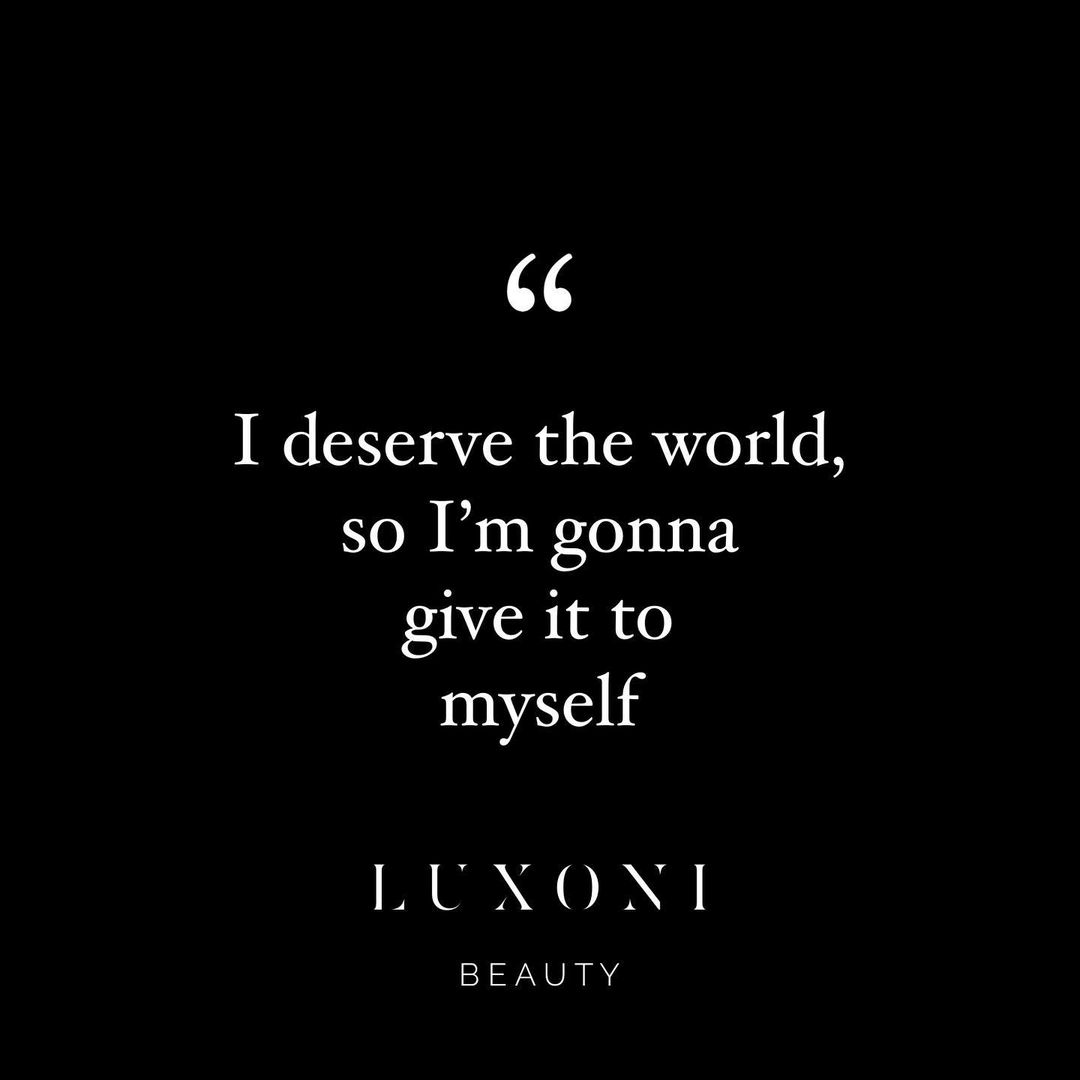 “
I deserve the world,
so I’m gonna
give it to
myself
LUXONI
BEAUTY